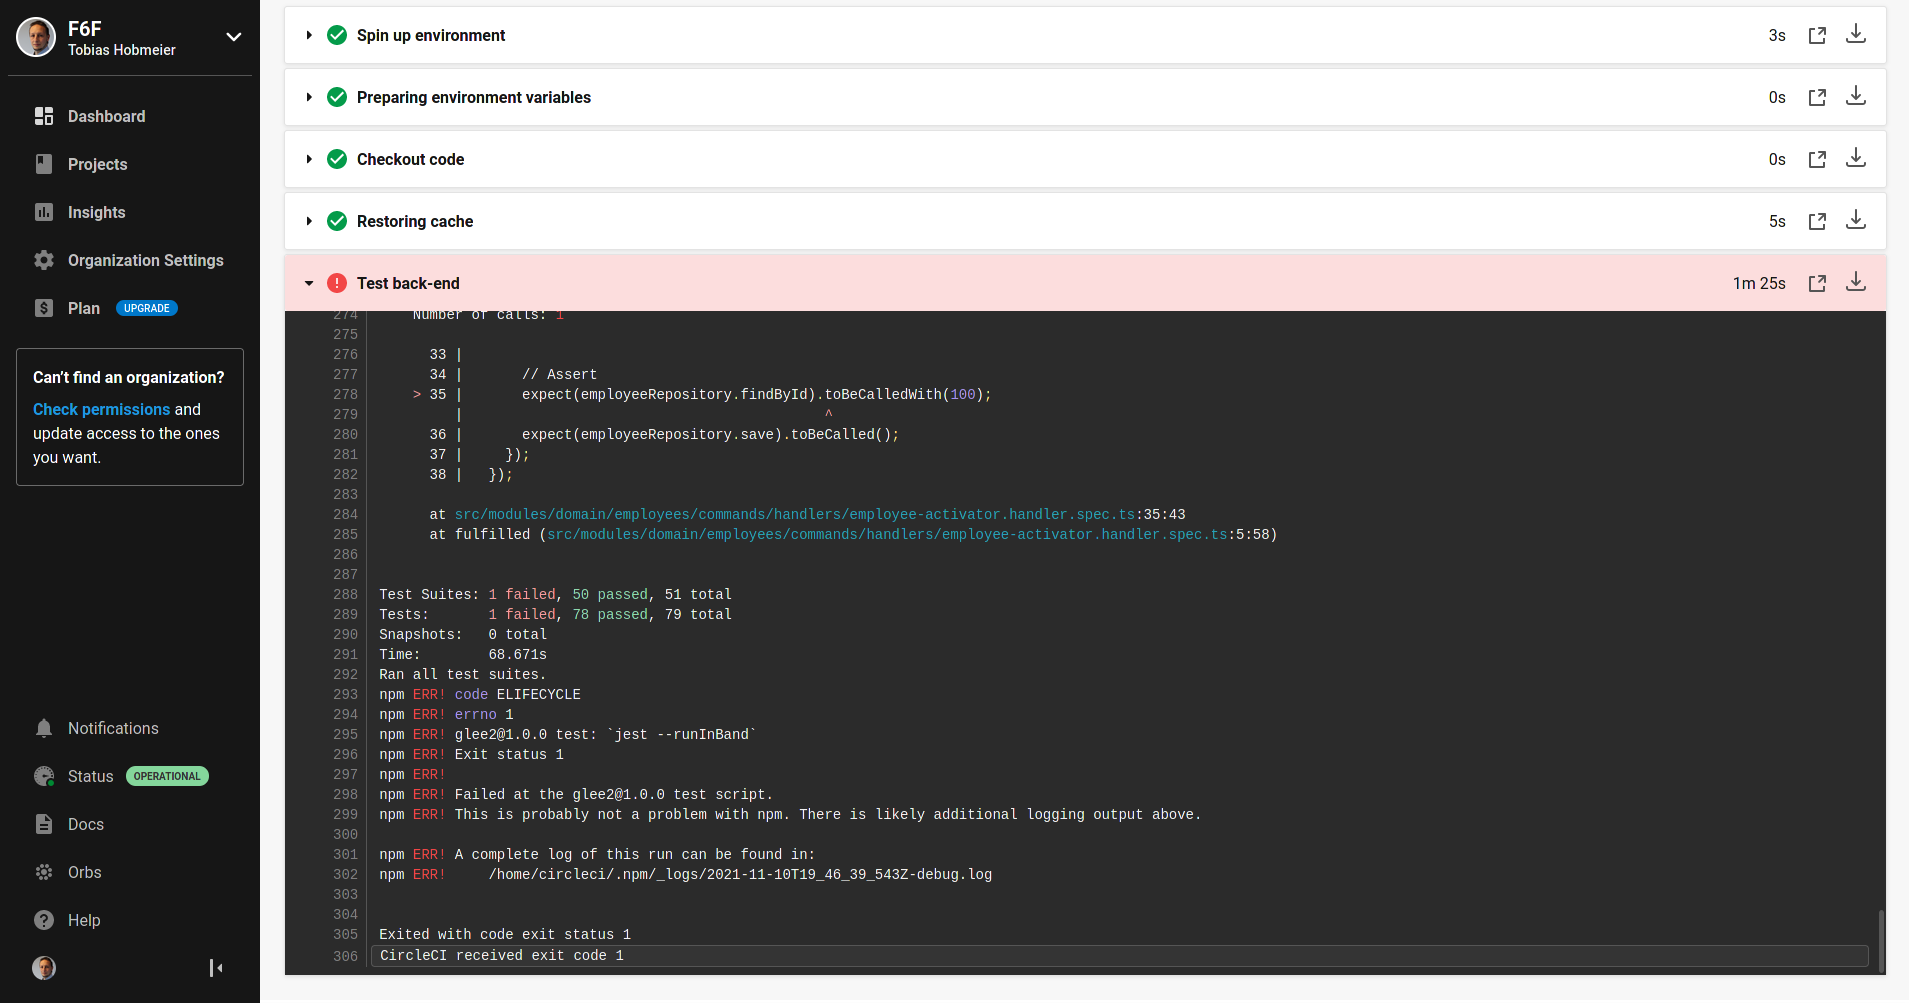 F6F
Tobias Hobmeier
Dashboard
Projects
Insights
Organization Settings
Plan UPGRADE
Can't find an organization?
Check permissions and
update access to the ones
you want.
Notifications
Status OPERATIONAL
Docs
Orbs
Help
Spin up environment 3s
Preparing environment variables 0s
Checkout code 0s
Restoring cache 5s
Test back-end 1m 25s
274 Number of calls: 1
275
276 33 |
277 34 | // Assert
278 > 35 | expect(employeeRepository.findById).toBeCalledWith(100);
279 | ^
280 36 | expect(employeeRepository.save).toBeCalled();
281 37 | });
282 38 | });
283
284 at src/modules/domain/employees/commands/handlers/employee-activator.handler.spec.ts:35:43
285 at fulfilled (src/modules/domain/employees/commands/handlers/employee-activator.handler.spec.ts:5:58)
286
287
288 Test Suites: 1 failed, 50 passed, 51 total
289 Tests: 1 failed, 78 passed, 79 total
290 Snapshots: 0 total
291 Time: 68.671s
292 Ran all test suites.
293 npm ERR! code ELIFECYCLE
294 npm ERR! errno 1
295 npm ERR! glee2@1.0.0 test: `jest --runInBand`
296 npm ERR! Exit status 1
297 npm ERR!
298 npm ERR! Failed at the glee2@1.0.0 test script.
299 npm ERR! This is probably not a problem with npm. There is likely additional logging output above.
300
301 npm ERR! A complete log of this run can be found in:
302 npm ERR! /home/circleci/.npm/_logs/2021-11-10T19_46_39_543Z-debug.log
303
304
305 Exited with code exit status 1
306 CircleCI received exit code 1